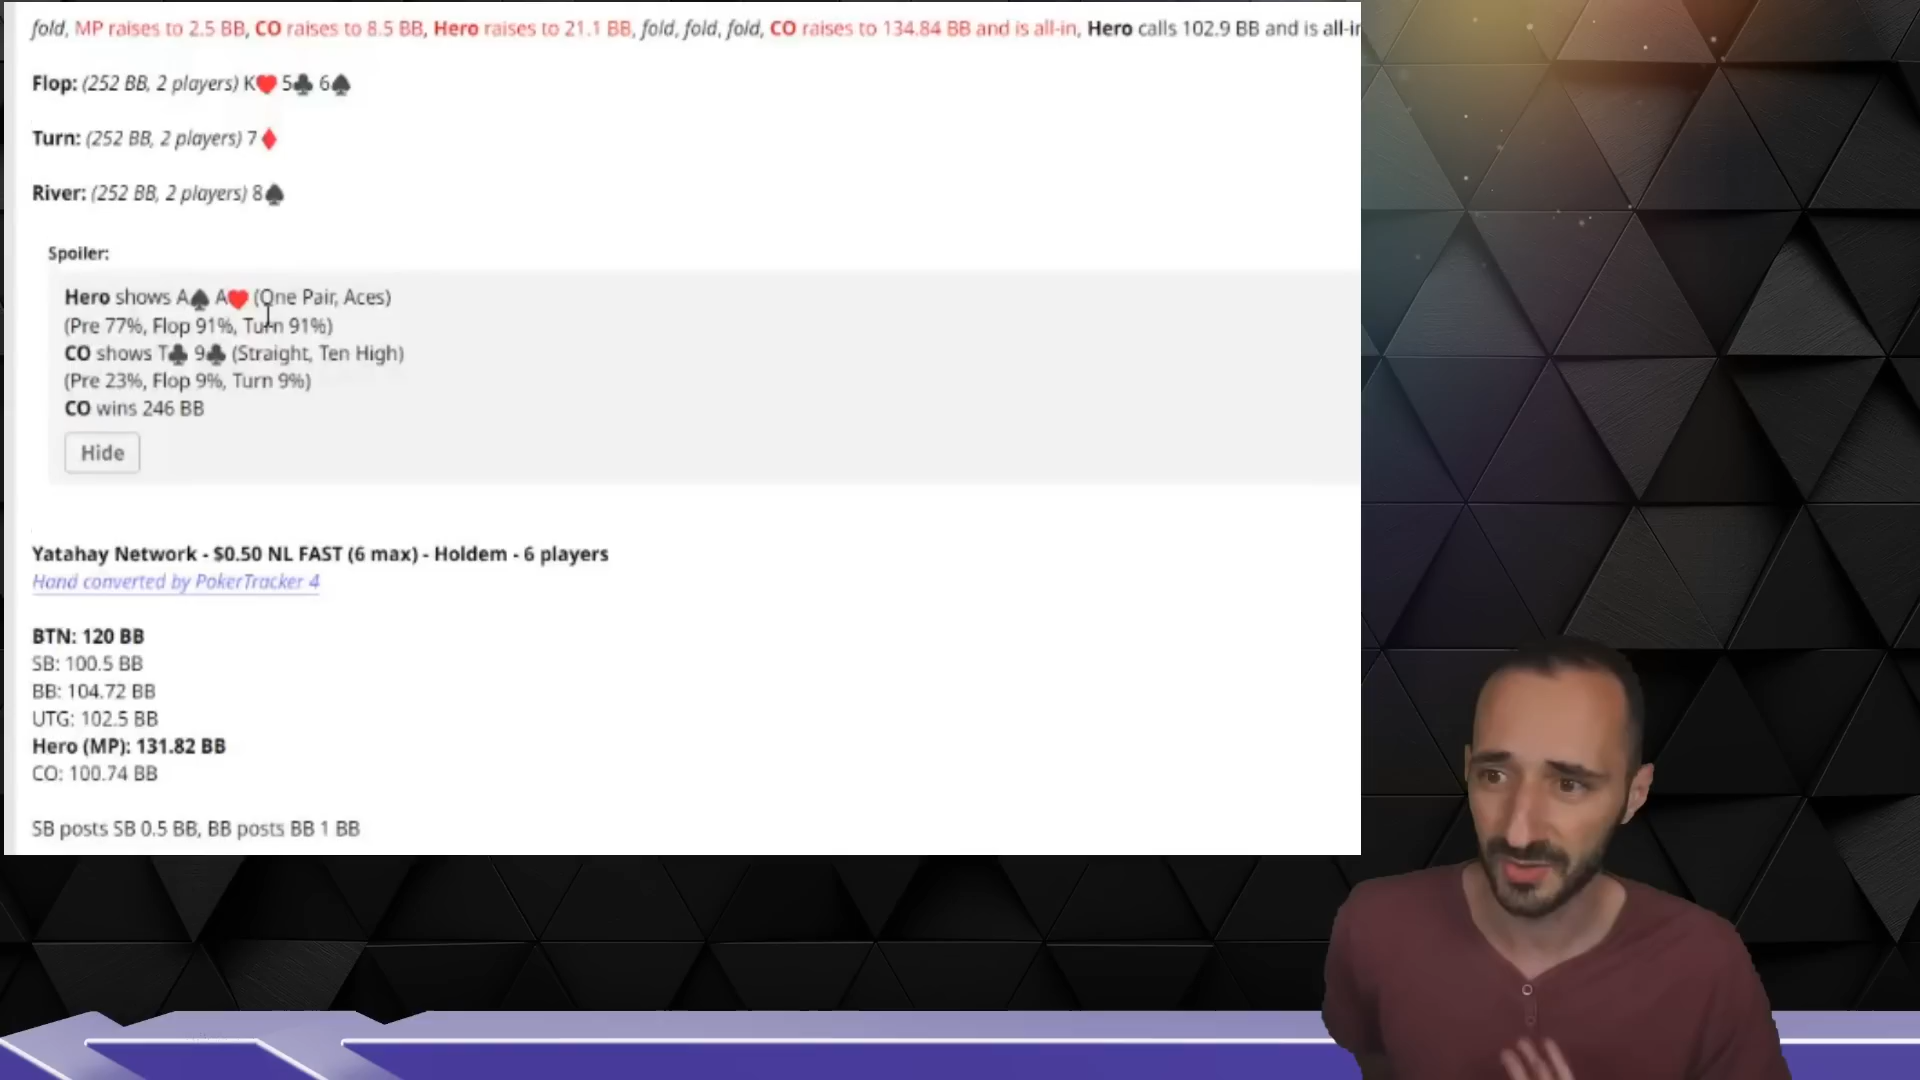 fold, MP raises to 2.5 BB, CO raises to 8.5 BB, Hero raises to 21.1 BB, fold, fold, fold, CO raises to 134.84 BB and is all-in, Hero calls 102.9 BB and is all-in
Flop: (252 BB, 2 players) K♥ 5♣ 6♠
Turn: (252 BB, 2 players) 7♦
River: (252 BB, 2 players) 8♠
Spoiler:
Hero shows A♠ A♥ (One Pair, Aces)
(Pre 77%, Flop 91%, Turn 91%)
CO shows T♣ 9♣ (Straight, Ten High)
(Pre 23%, Flop 9%, Turn 9%)
CO wins 246 BB
Hide
Yatahay Network - $0.50 NL FAST (6 max) - Holdem - 6 players
Hand converted by PokerTracker 4
BTN: 120 BB
SB: 100.5 BB
BB: 104.72 BB
UTG: 102.5 BB
Hero (MP): 131.82 BB
CO: 100.74 BB
SB posts SB 0.5 BB, BB posts BB 1 BB